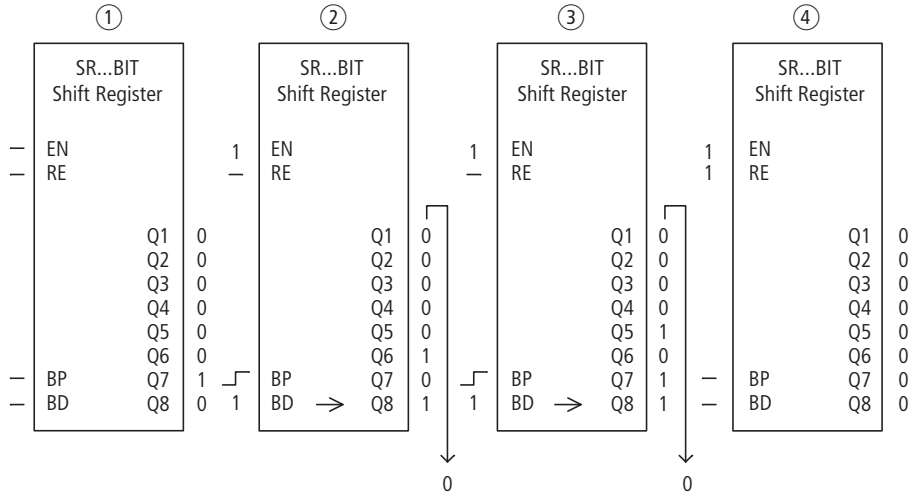 ① ② ③ ④
SR...BIT SR...BIT SR...BIT SR...BIT
Shift Register Shift Register Shift Register Shift Register
– EN 1 EN 1 EN 1 EN
– RE – RE – RE 1 RE
Q1 0 Q1 0 Q1 0 Q1 0
Q2 0 Q2 0 Q2 0 Q2 0
Q3 0 Q3 0 Q3 0 Q3 0
Q4 0 Q4 0 Q4 0 Q4 0
Q5 0 Q5 0 Q5 1 Q5 0
Q6 0 Q6 1 Q6 0 Q6 0
– BP Q7 1 BP Q7 0 BP Q7 1 – BP Q7 0
– BD Q8 0 1 BD → Q8 1 1 BD → Q8 1 – BD Q8 0
0 0